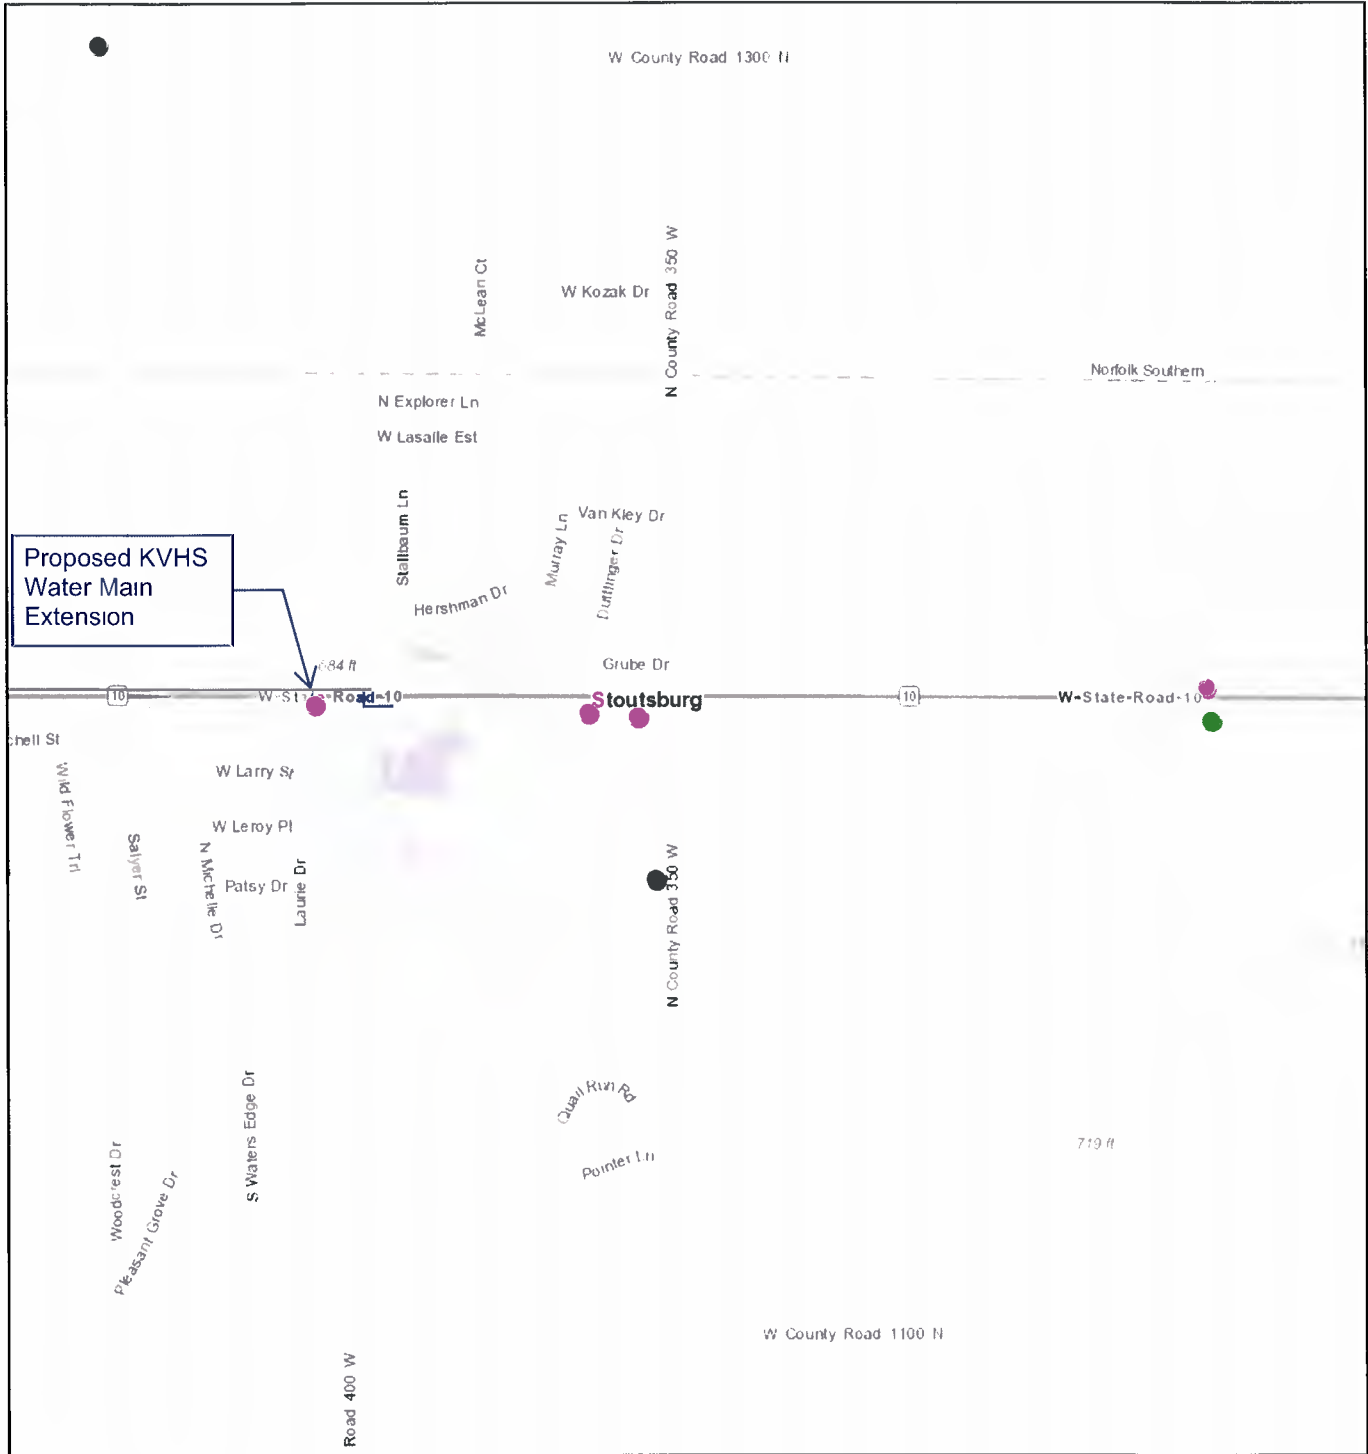 W County Road 1300 N
McLean Ct
W Kozak Dr
N County Road 350 W
Norfolk Southern
N Explorer Ln
W Lasalle Est
Stallbaum Ln
Murray Ln
Van Kley Dr
Duttlinger Dr
Hershman Dr
Proposed KVHS
Water Main
Extension
684 ft
Grube Dr
10
W-State-Road-10
Stoutsburg
10
W-State-Road-10
chell St
Wild Flower Trl
W Larry St
W Leroy Pl
Salyer St
N Michelle Dr
Patsy Dr
Laurie Dr
N County Road 350 W
S Waters Edge Dr
Quail Run Rd
Pointer Ln
719 ft
Woodcrest Dr
Pleasant Grove Dr
W County Road 1100 N
Road 400 W